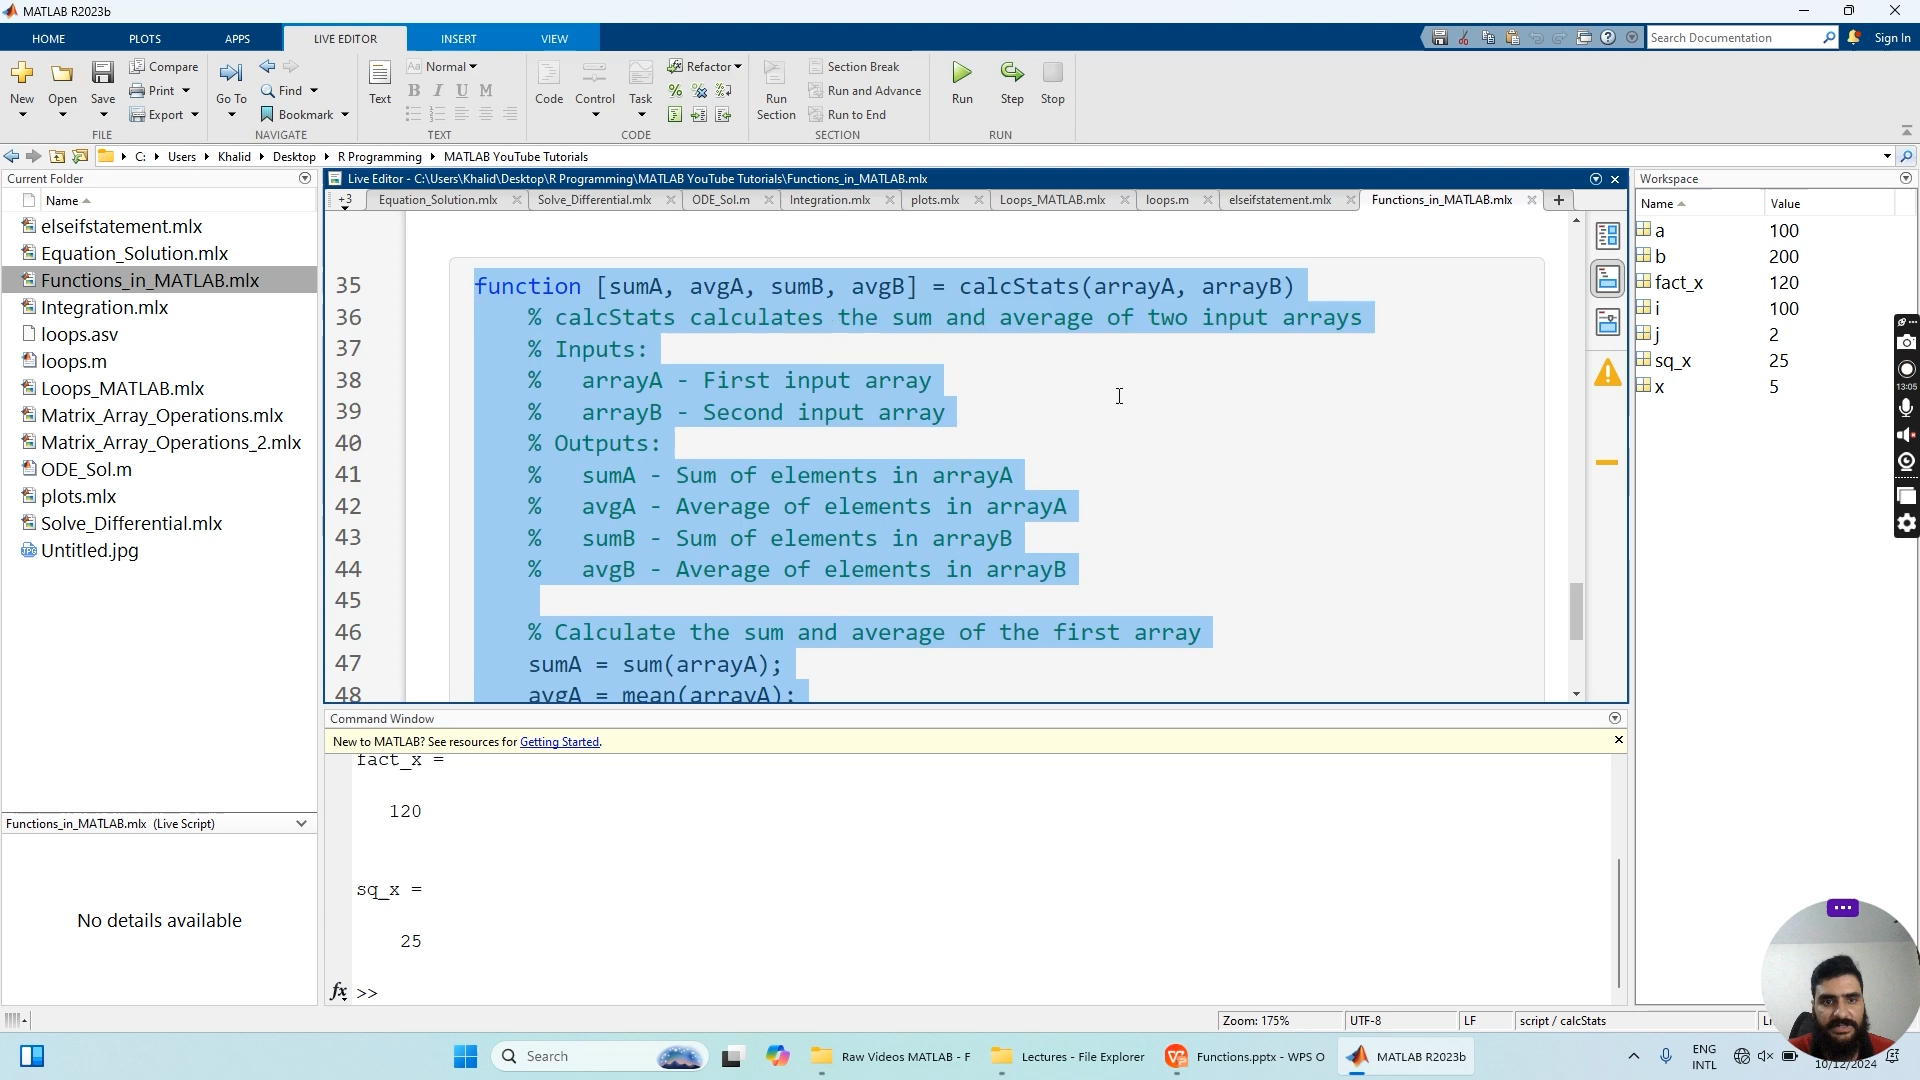 MATLAB R2023b
HOME PLOTS APPS LIVE EDITOR INSERT VIEW
Search Documentation Sign In
New Open Save Compare Print Export
Go To Find Bookmark
Text Aa Normal B I U M
Code Control Task Refactor
Run Section Section Break Run and Advance Run to End
Run Step Stop
FILE NAVIGATE TEXT CODE SECTION RUN
C: Users Khalid Desktop R Programming MATLAB YouTube Tutorials
Current Folder
Name
elseifstatement.mlx
Equation_Solution.mlx
Functions_in_MATLAB.mlx
Integration.mlx
loops.asv
loops.m
Loops_MATLAB.mlx
Matrix_Array_Operations.mlx
Matrix_Array_Operations_2.mlx
ODE_Sol.m
plots.mlx
Solve_Differential.mlx
Untitled.jpg
Functions_in_MATLAB.mlx (Live Script)
No details available
Live Editor - C:\Users\Khalid\Desktop\R Programming\MATLAB YouTube Tutorials\Functions_in_MATLAB.mlx
+3 Equation_Solution.mlx Solve_Differential.mlx ODE_Sol.m Integration.mlx plots.mlx Loops_MATLAB.mlx loops.m elseifstatement.mlx Functions_in_MATLAB.mlx
35 function [sumA, avgA, sumB, avgB] = calcStats(arrayA, arrayB)
36 % calcStats calculates the sum and average of two input arrays
37 % Inputs:
38 % arrayA - First input array
39 % arrayB - Second input array
40 % Outputs:
41 % sumA - Sum of elements in arrayA
42 % avgA - Average of elements in arrayA
43 % sumB - Sum of elements in arrayB
44 % avgB - Average of elements in arrayB
45
46 % Calculate the sum and average of the first array
47 sumA = sum(arrayA);
48 avgA = mean(arrayA);
Command Window
New to MATLAB? See resources for Getting Started.
fact_x =
120
sq_x =
25
fx >>
Workspace
Name Value
a 100
b 200
fact_x 120
i 100
j 2
sq_x 25
x 5
13:05
Zoom: 175% UTF-8 LF script / calcStats
Search
Raw Videos MATLAB - F
Lectures - File Explorer
Functions.pptx - WPS O
MATLAB R2023b
ENG
INTL
10/12/2024